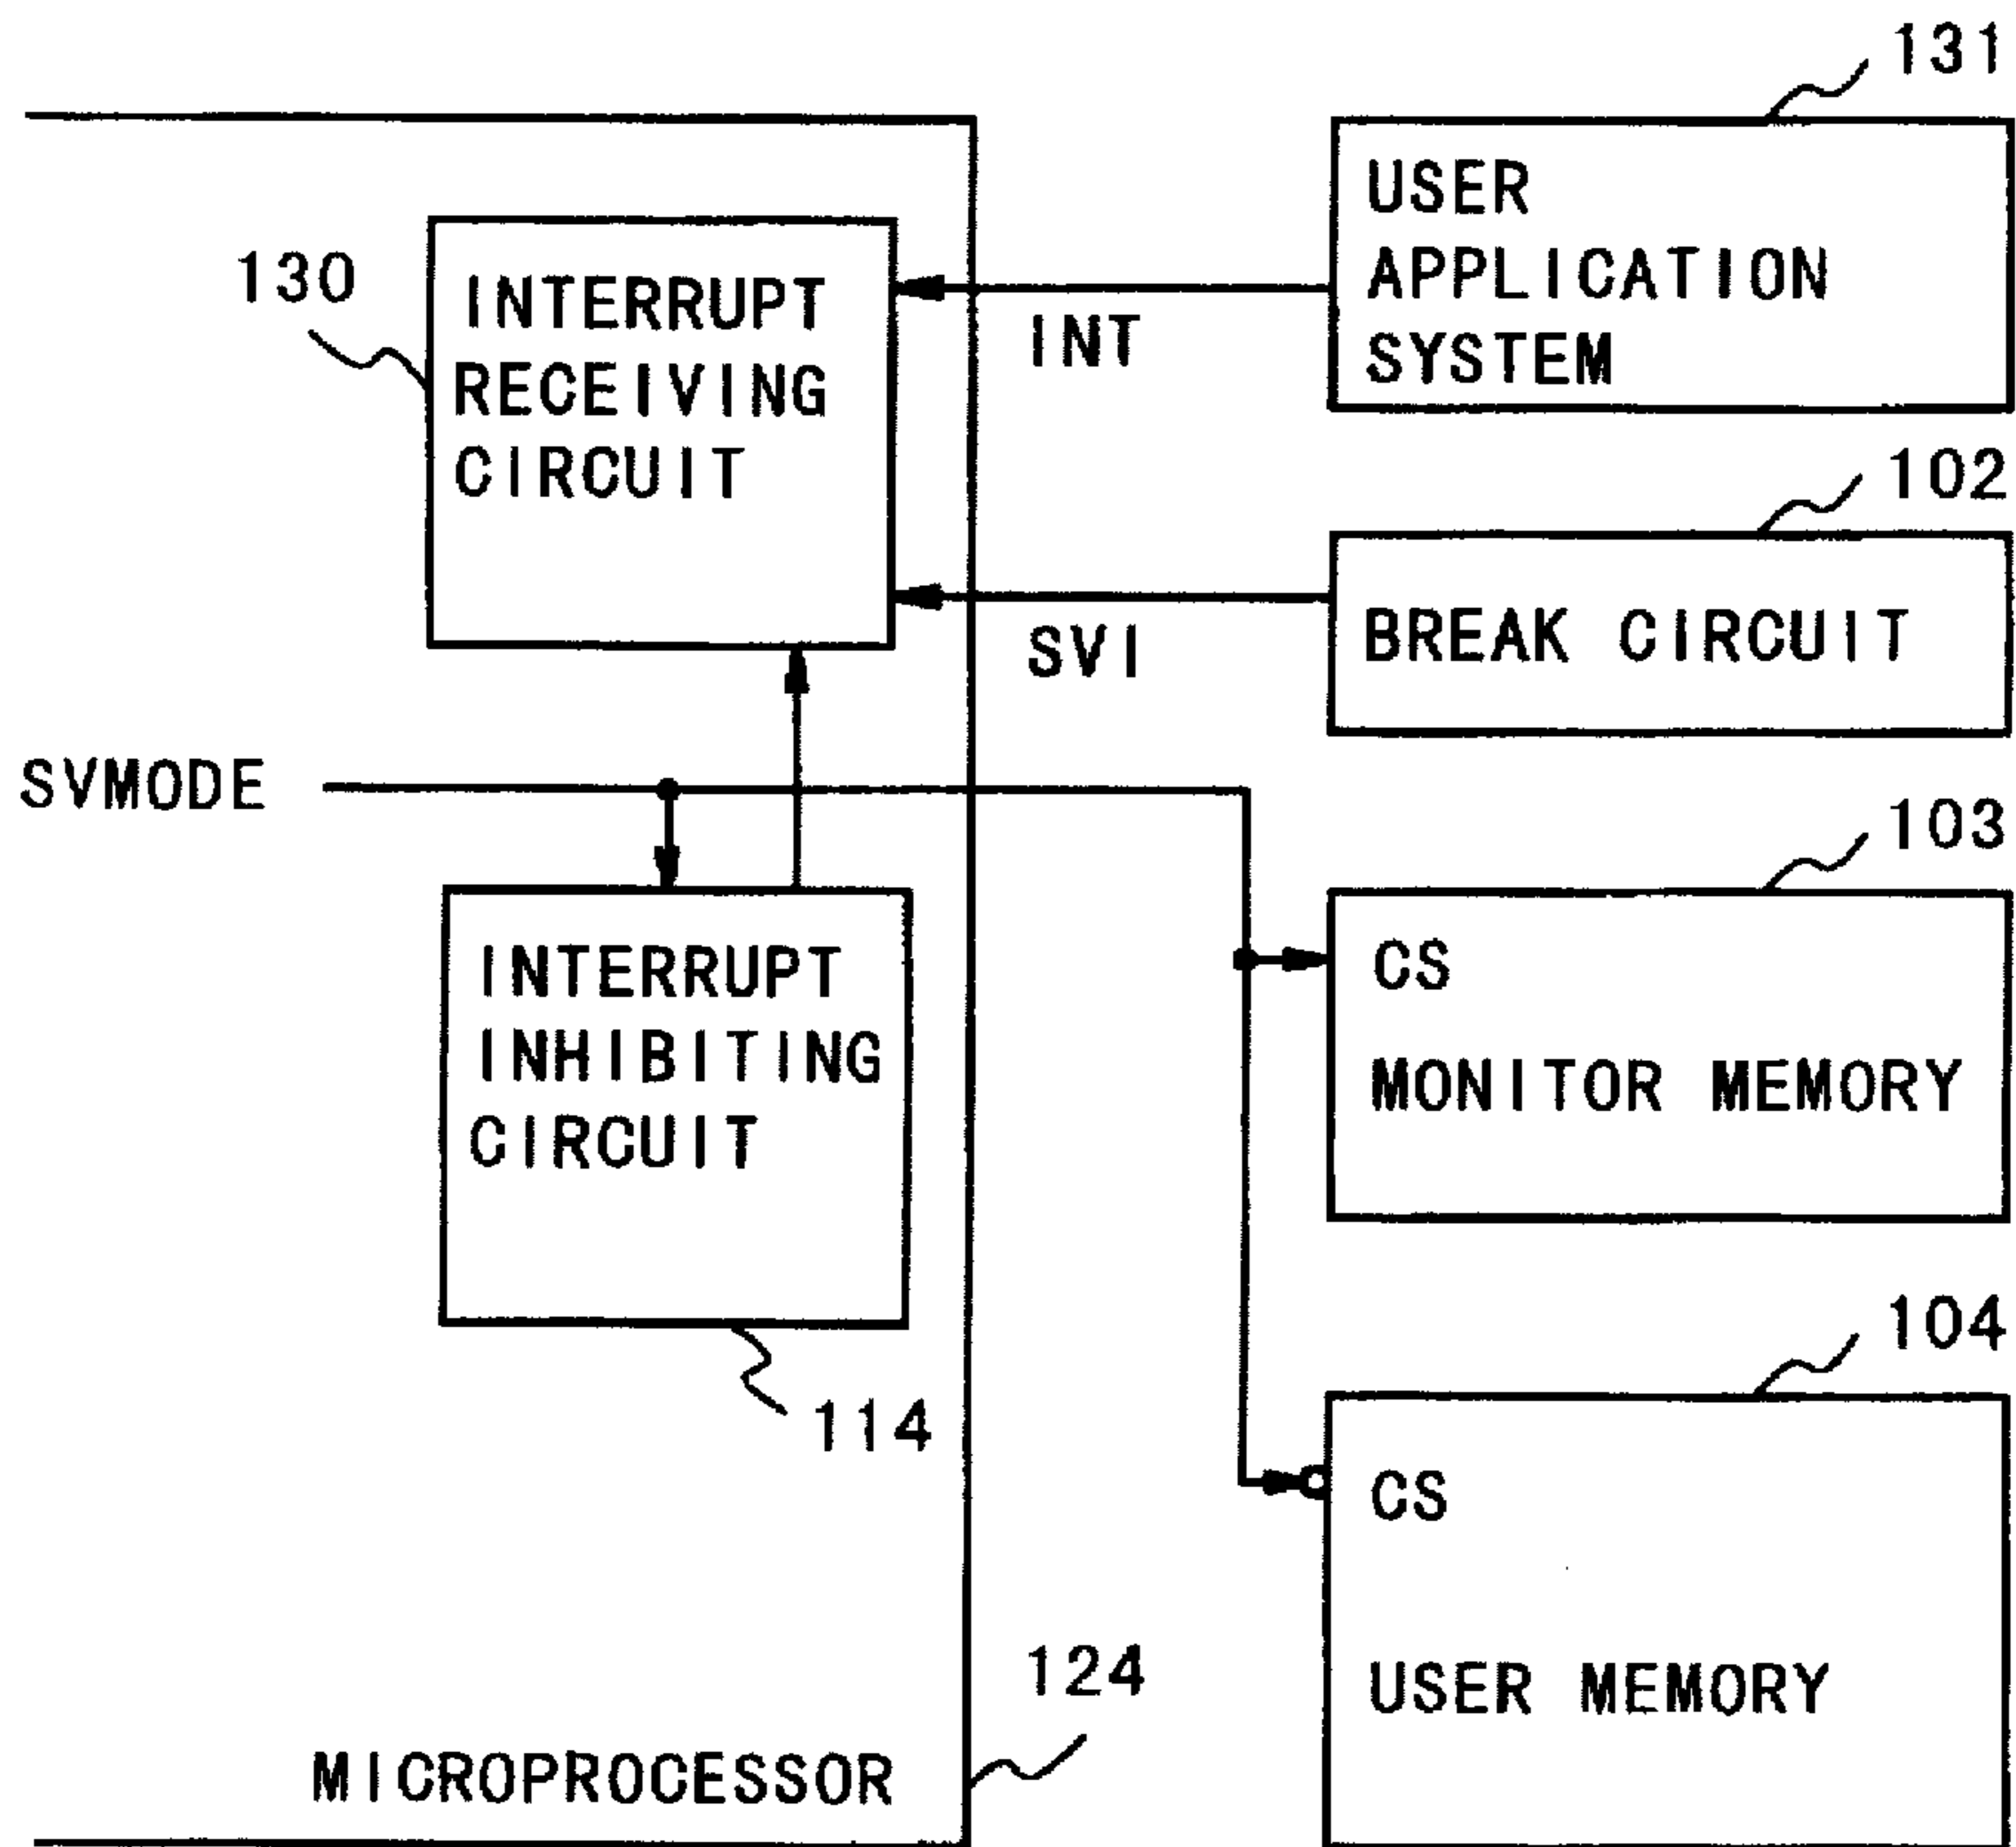 131
USER
APPLICATION
SYSTEM
130
INTERRUPT
RECEIVING
CIRCUIT
INT
102
BREAK CIRCUIT
SVI
SVMODE
103
CS
MONITOR MEMORY
INTERRUPT
INHIBITING
CIRCUIT
114
104
CS
USER MEMORY
124
MICROPROCESSOR